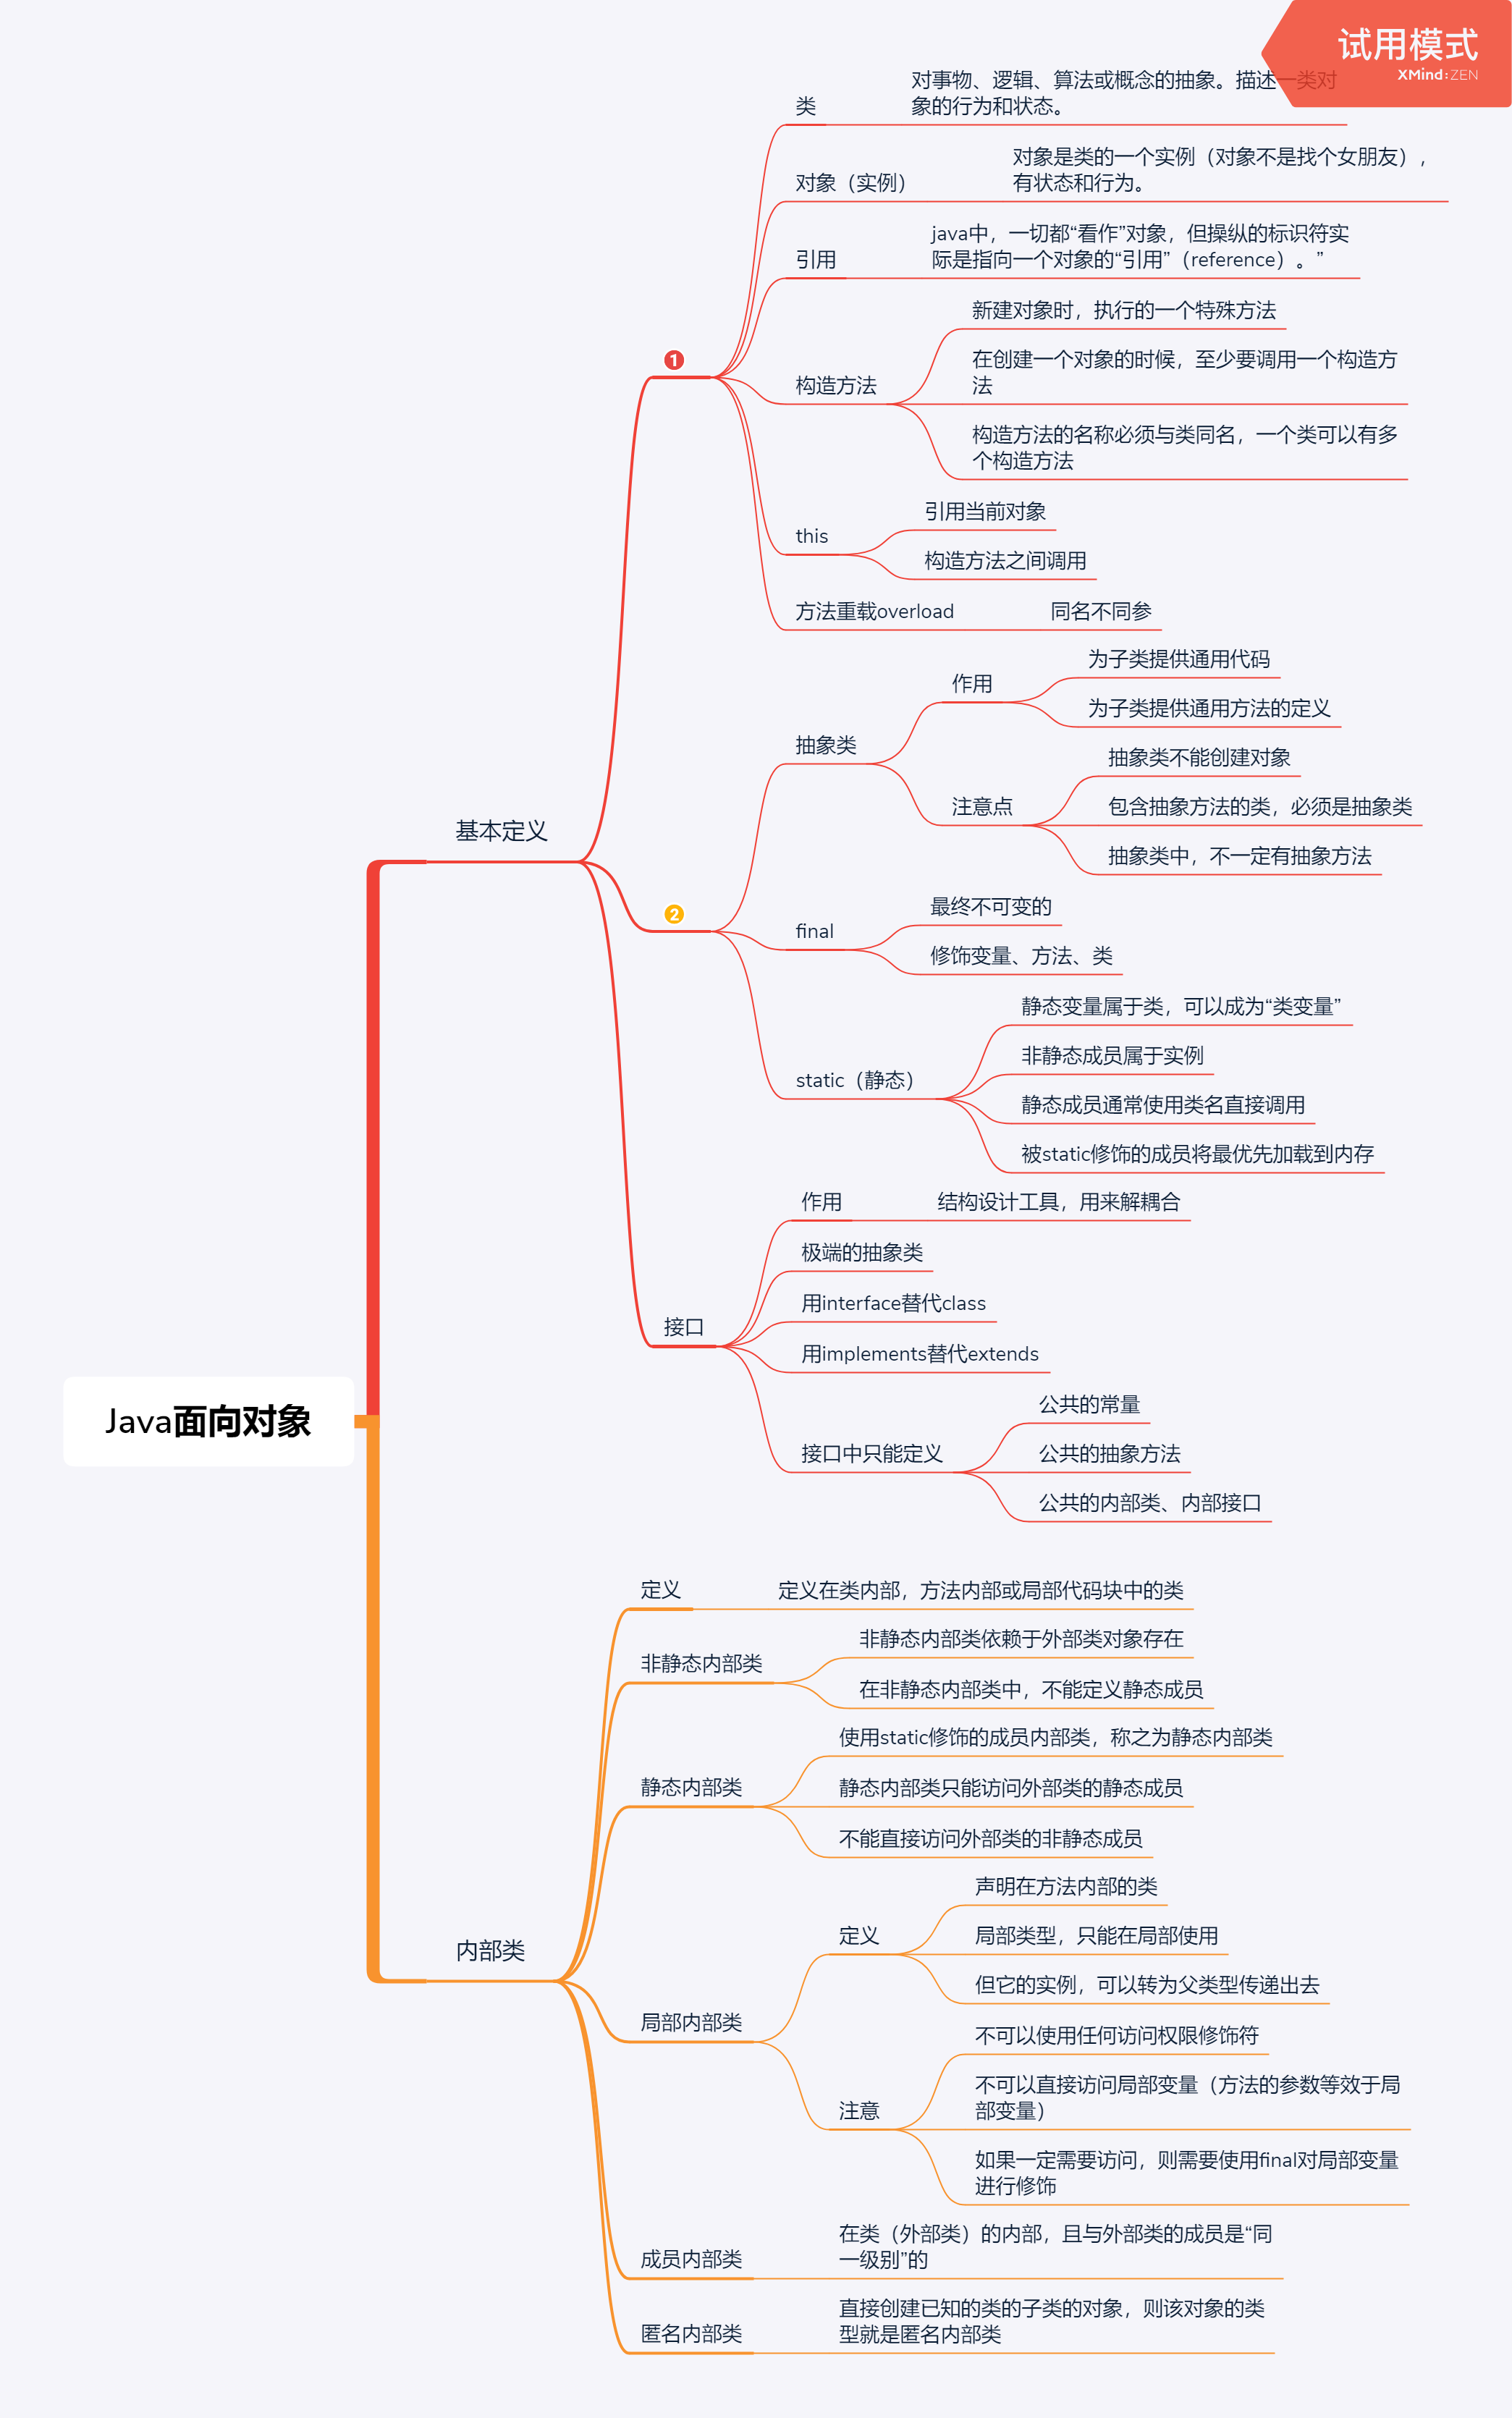 试用模式
XMind:ZEN
类
对事物、逻辑、算法或概念的抽象。描述一类对
象的行为和状态。
对象（实例）
对象是类的一个实例（对象不是找个女朋友），
有状态和行为。
引用
java中，一切都“看作”对象，但操纵的标识符实
际是指向一个对象的“引用”（reference）。”
构造方法
新建对象时，执行的一个特殊方法
在创建一个对象的时候，至少要调用一个构造方
法
构造方法的名称必须与类同名，一个类可以有多
个构造方法
1
this
引用当前对象
构造方法之间调用
方法重载overload
同名不同参
抽象类
作用
为子类提供通用代码
为子类提供通用方法的定义
注意点
抽象类不能创建对象
包含抽象方法的类，必须是抽象类
抽象类中，不一定有抽象方法
基本定义
2
final
最终不可变的
修饰变量、方法、类
static（静态）
静态变量属于类，可以成为“类变量”
非静态成员属于实例
静态成员通常使用类名直接调用
被static修饰的成员将最优先加载到内存
接口
作用
结构设计工具，用来解耦合
极端的抽象类
用interface替代class
用implements替代extends
接口中只能定义
公共的常量
公共的抽象方法
公共的内部类、内部接口
Java面向对象
内部类
定义
定义在类内部，方法内部或局部代码块中的类
非静态内部类
非静态内部类依赖于外部类对象存在
在非静态内部类中，不能定义静态成员
静态内部类
使用static修饰的成员内部类，称之为静态内部类
静态内部类只能访问外部类的静态成员
不能直接访问外部类的非静态成员
局部内部类
定义
声明在方法内部的类
局部类型，只能在局部使用
但它的实例，可以转为父类型传递出去
注意
不可以使用任何访问权限修饰符
不可以直接访问局部变量（方法的参数等效于局
部变量）
如果一定需要访问，则需要使用final对局部变量
进行修饰
成员内部类
在类（外部类）的内部，且与外部类的成员是“同
一级别”的
匿名内部类
直接创建已知的类的子类的对象，则该对象的类
型就是匿名内部类